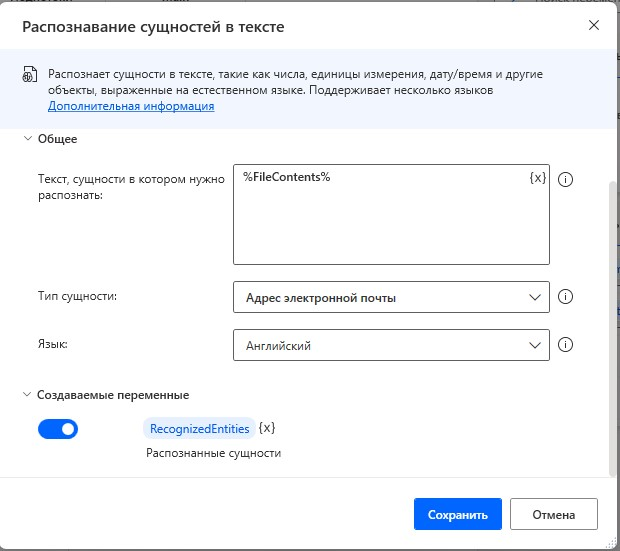 Распознавание сущностей в тексте
Распознает сущности в тексте, такие как числа, единицы измерения, дату/время и другие
объекты, выраженные на естественном языке. Поддерживает несколько языков
Дополнительная информация
Общее
Текст, сущности в котором нужно
распознать:
%FileContents%
{x}
Тип сущности:
Адрес электронной почты
Язык:
Английский
Создаваемые переменные
RecognizedEntities {x}
Распознанные сущности
Сохранить
Отмена